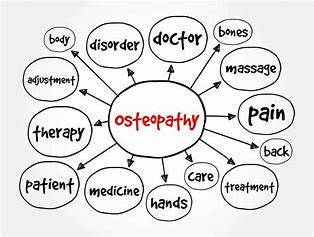 body
disorder
doctor
bones
adjustment
massage
therapy
osteopathy
pain
back
patient
medicine
hands
care
treatment